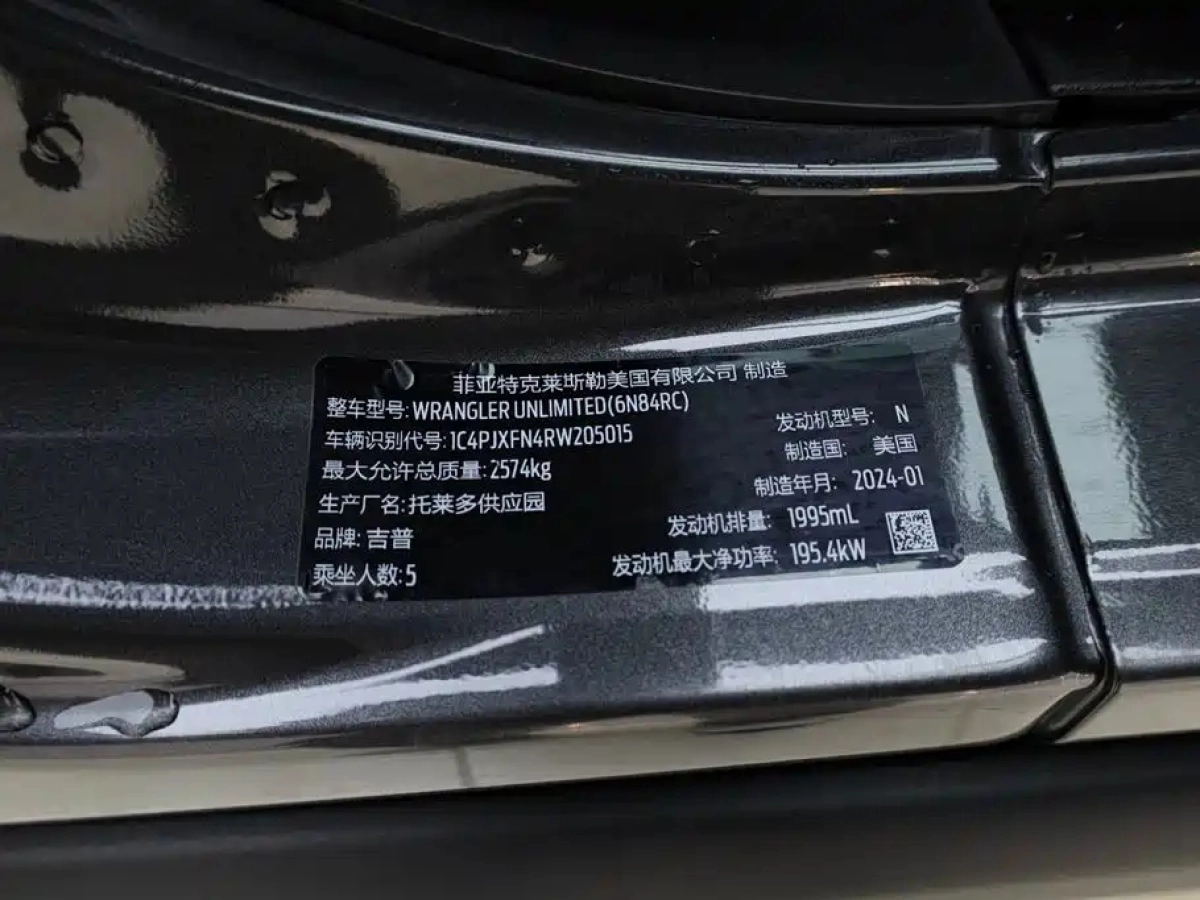 菲亚特克莱斯勒美国有限公司 制造
整车型号: WRANGLER UNLIMITED(6N84RC)
发动机型号: N
车辆识别代号: 1C4PJXFN4RW205015
制造国: 美国
最大允许总质量: 2574kg
制造年月: 2024-01
生产厂名: 托莱多供应园
发动机排量: 1995mL
品牌: 吉普
发动机最大净功率: 195.4kW
乘坐人数: 5